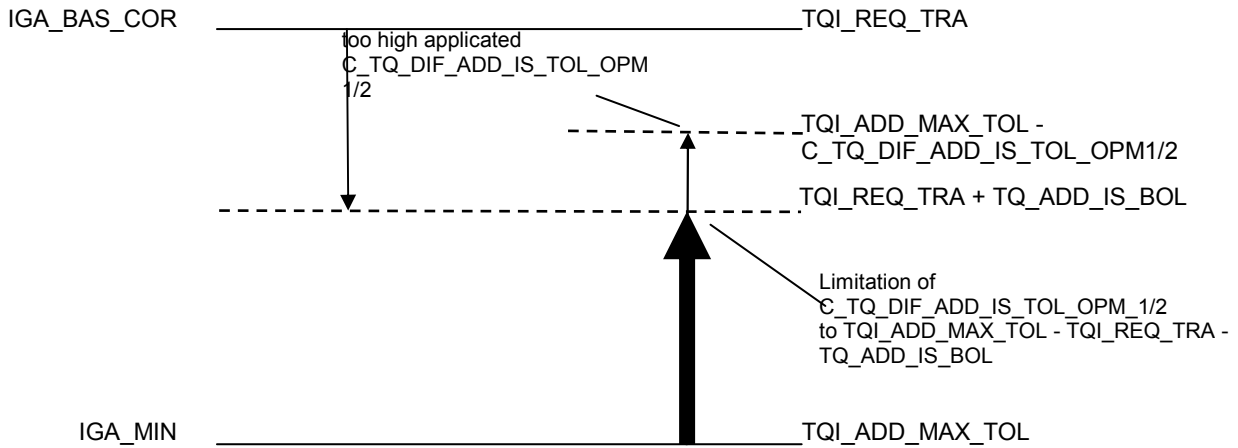 IGA_BAS_COR
TQI_REQ_TRA
too high applicated
C_TQ_DIF_ADD_IS_TOL_OPM
1/2
TQI_ADD_MAX_TOL -
C_TQ_DIF_ADD_IS_TOL_OPM1/2
TQI_REQ_TRA + TQ_ADD_IS_BOL
Limitation of
C_TQ_DIF_ADD_IS_TOL_OPM_1/2
to TQI_ADD_MAX_TOL - TQI_REQ_TRA -
TQ_ADD_IS_BOL
IGA_MIN
TQI_ADD_MAX_TOL